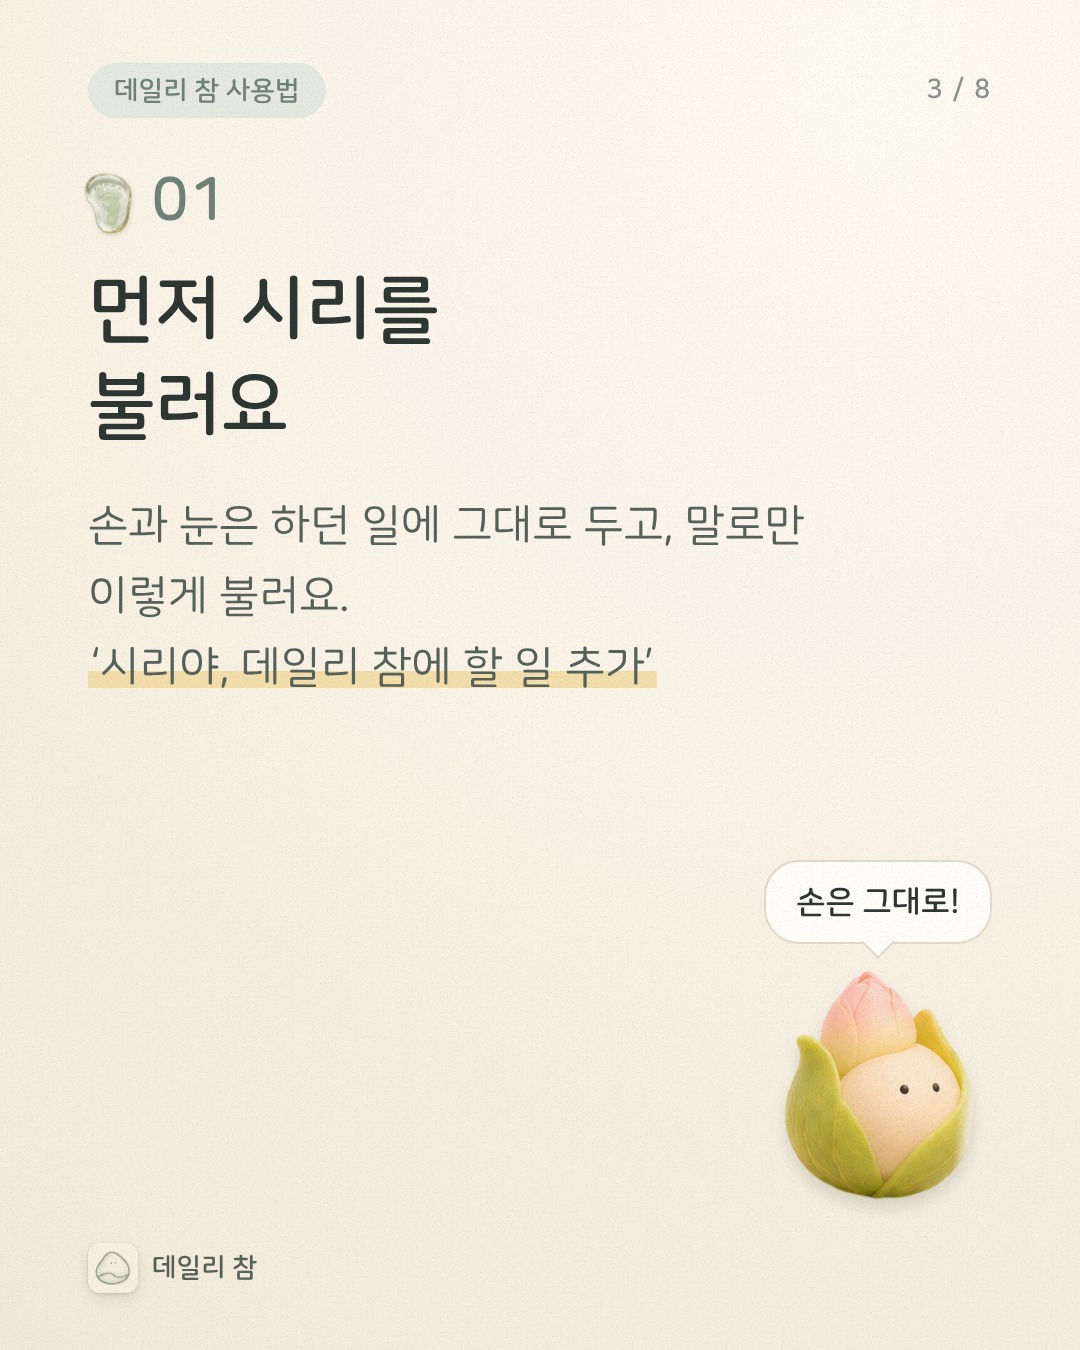 데일리 참 사용법
3 / 8
01
먼저 시리를
불러요
손과 눈은 하던 일에 그대로 두고, 말로만
이렇게 불러요.
‘시리야, 데일리 참에 할 일 추가’
손은 그대로!
데일리 참